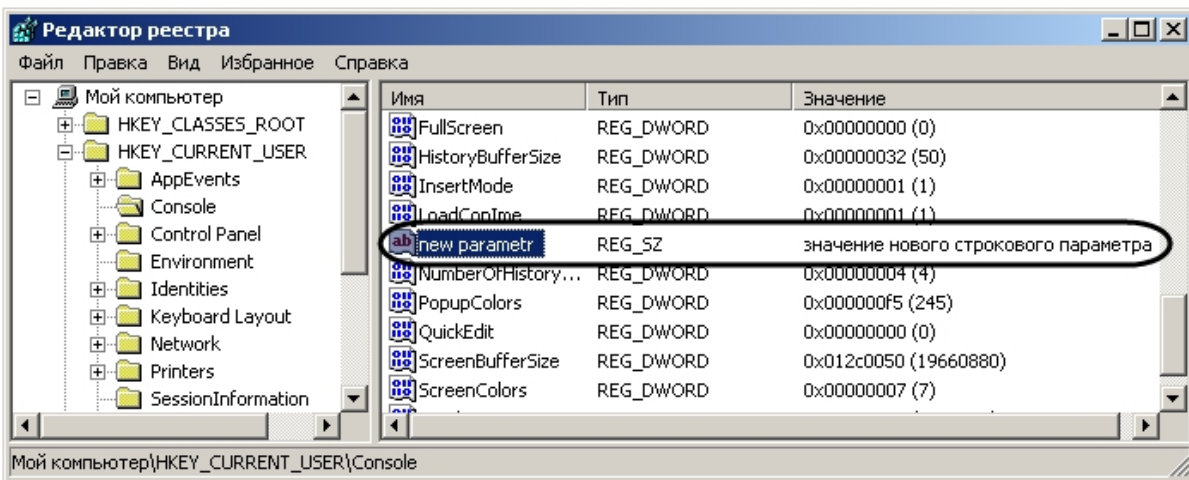 Редактор реестра
Файл Правка Вид Избранное Справка
Мой компьютер
HKEY_CLASSES_ROOT
HKEY_CURRENT_USER
AppEvents
Console
Control Panel
Environment
Identities
Keyboard Layout
Network
Printers
SessionInformation
Имя Тип Значение
FullScreen REG_DWORD 0x00000000 (0)
HistoryBufferSize REG_DWORD 0x00000032 (50)
InsertMode REG_DWORD 0x00000001 (1)
LoadConIme REG_DWORD 0x00000001 (1)
new parametr REG_SZ значение нового строкового параметра
NumberOfHistory... REG_DWORD 0x00000004 (4)
PopupColors REG_DWORD 0x000000f5 (245)
QuickEdit REG_DWORD 0x00000000 (0)
ScreenBufferSize REG_DWORD 0x012c0050 (19660880)
ScreenColors REG_DWORD 0x00000007 (7)
Мой компьютер\HKEY_CURRENT_USER\Console